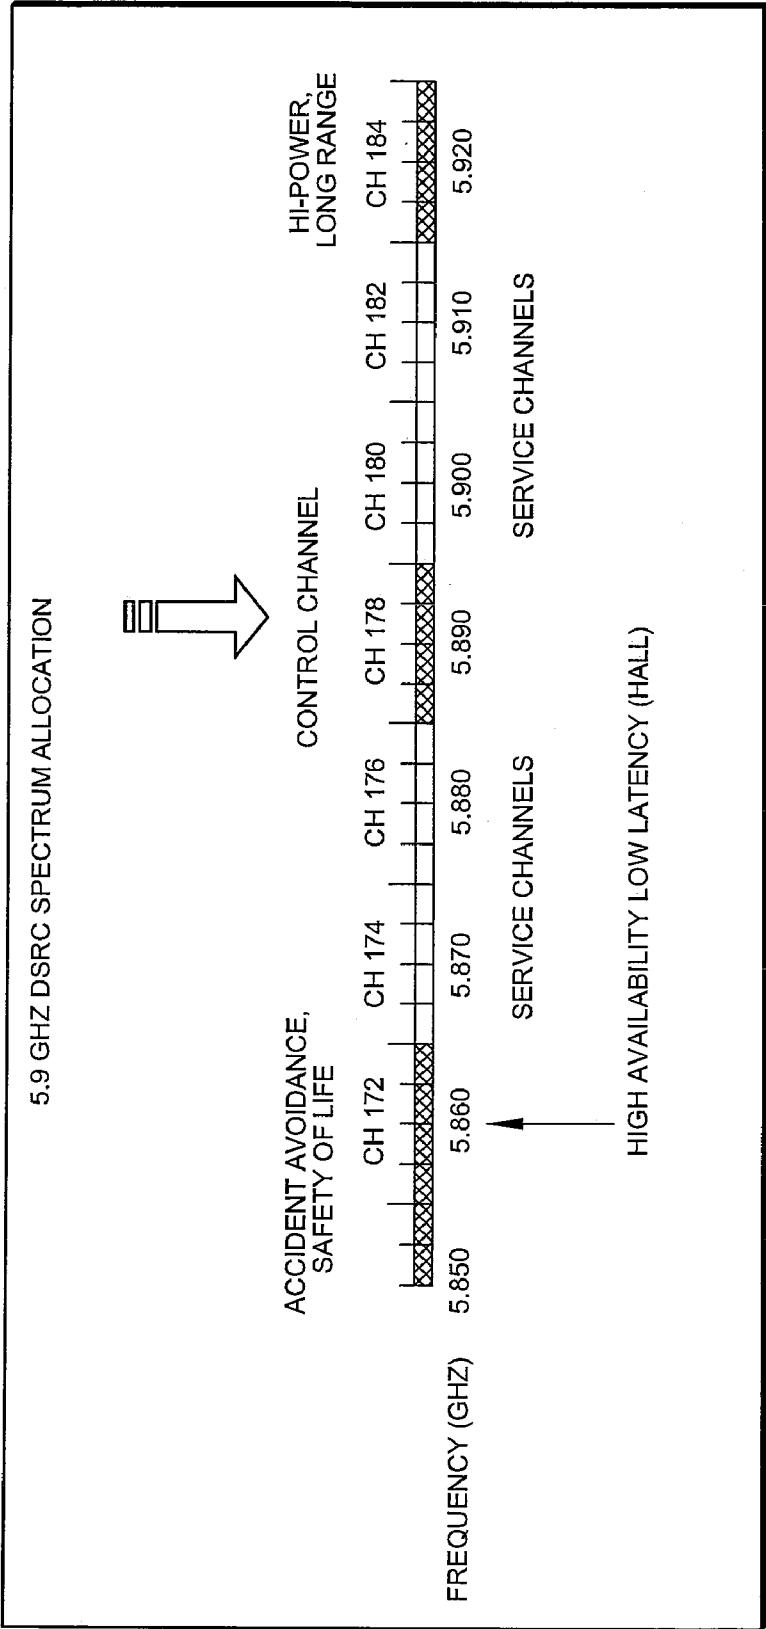 5.9 GHZ DSRC SPECTRUM ALLOCATION
ACCIDENT AVOIDANCE,
SAFETY OF LIFE
CONTROL CHANNEL
HI-POWER,
LONG RANGE
CH 172 CH 174 CH 176 CH 178 CH 180 CH 182 CH 184
FREQUENCY (GHZ) 5.850 5.860 5.870 5.880 5.890 5.900 5.910 5.920
SERVICE CHANNELS SERVICE CHANNELS
HIGH AVAILABILITY LOW LATENCY (HALL)